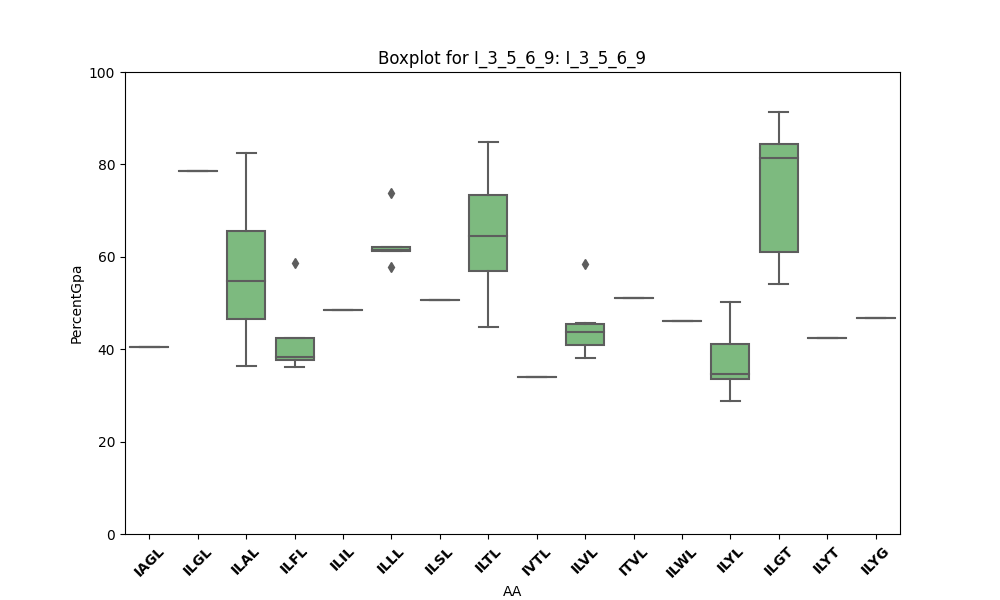 Boxplot for I_3_5_6_9: I_3_5_6_9
100
80
60
40
20
0
PercentGpa
IAGL ILGL ILAL ILFL ILIL ILLL ILSL ILTL IVTL ILVL ITVL ILWL ILYL ILGT ILYT ILYG
AA